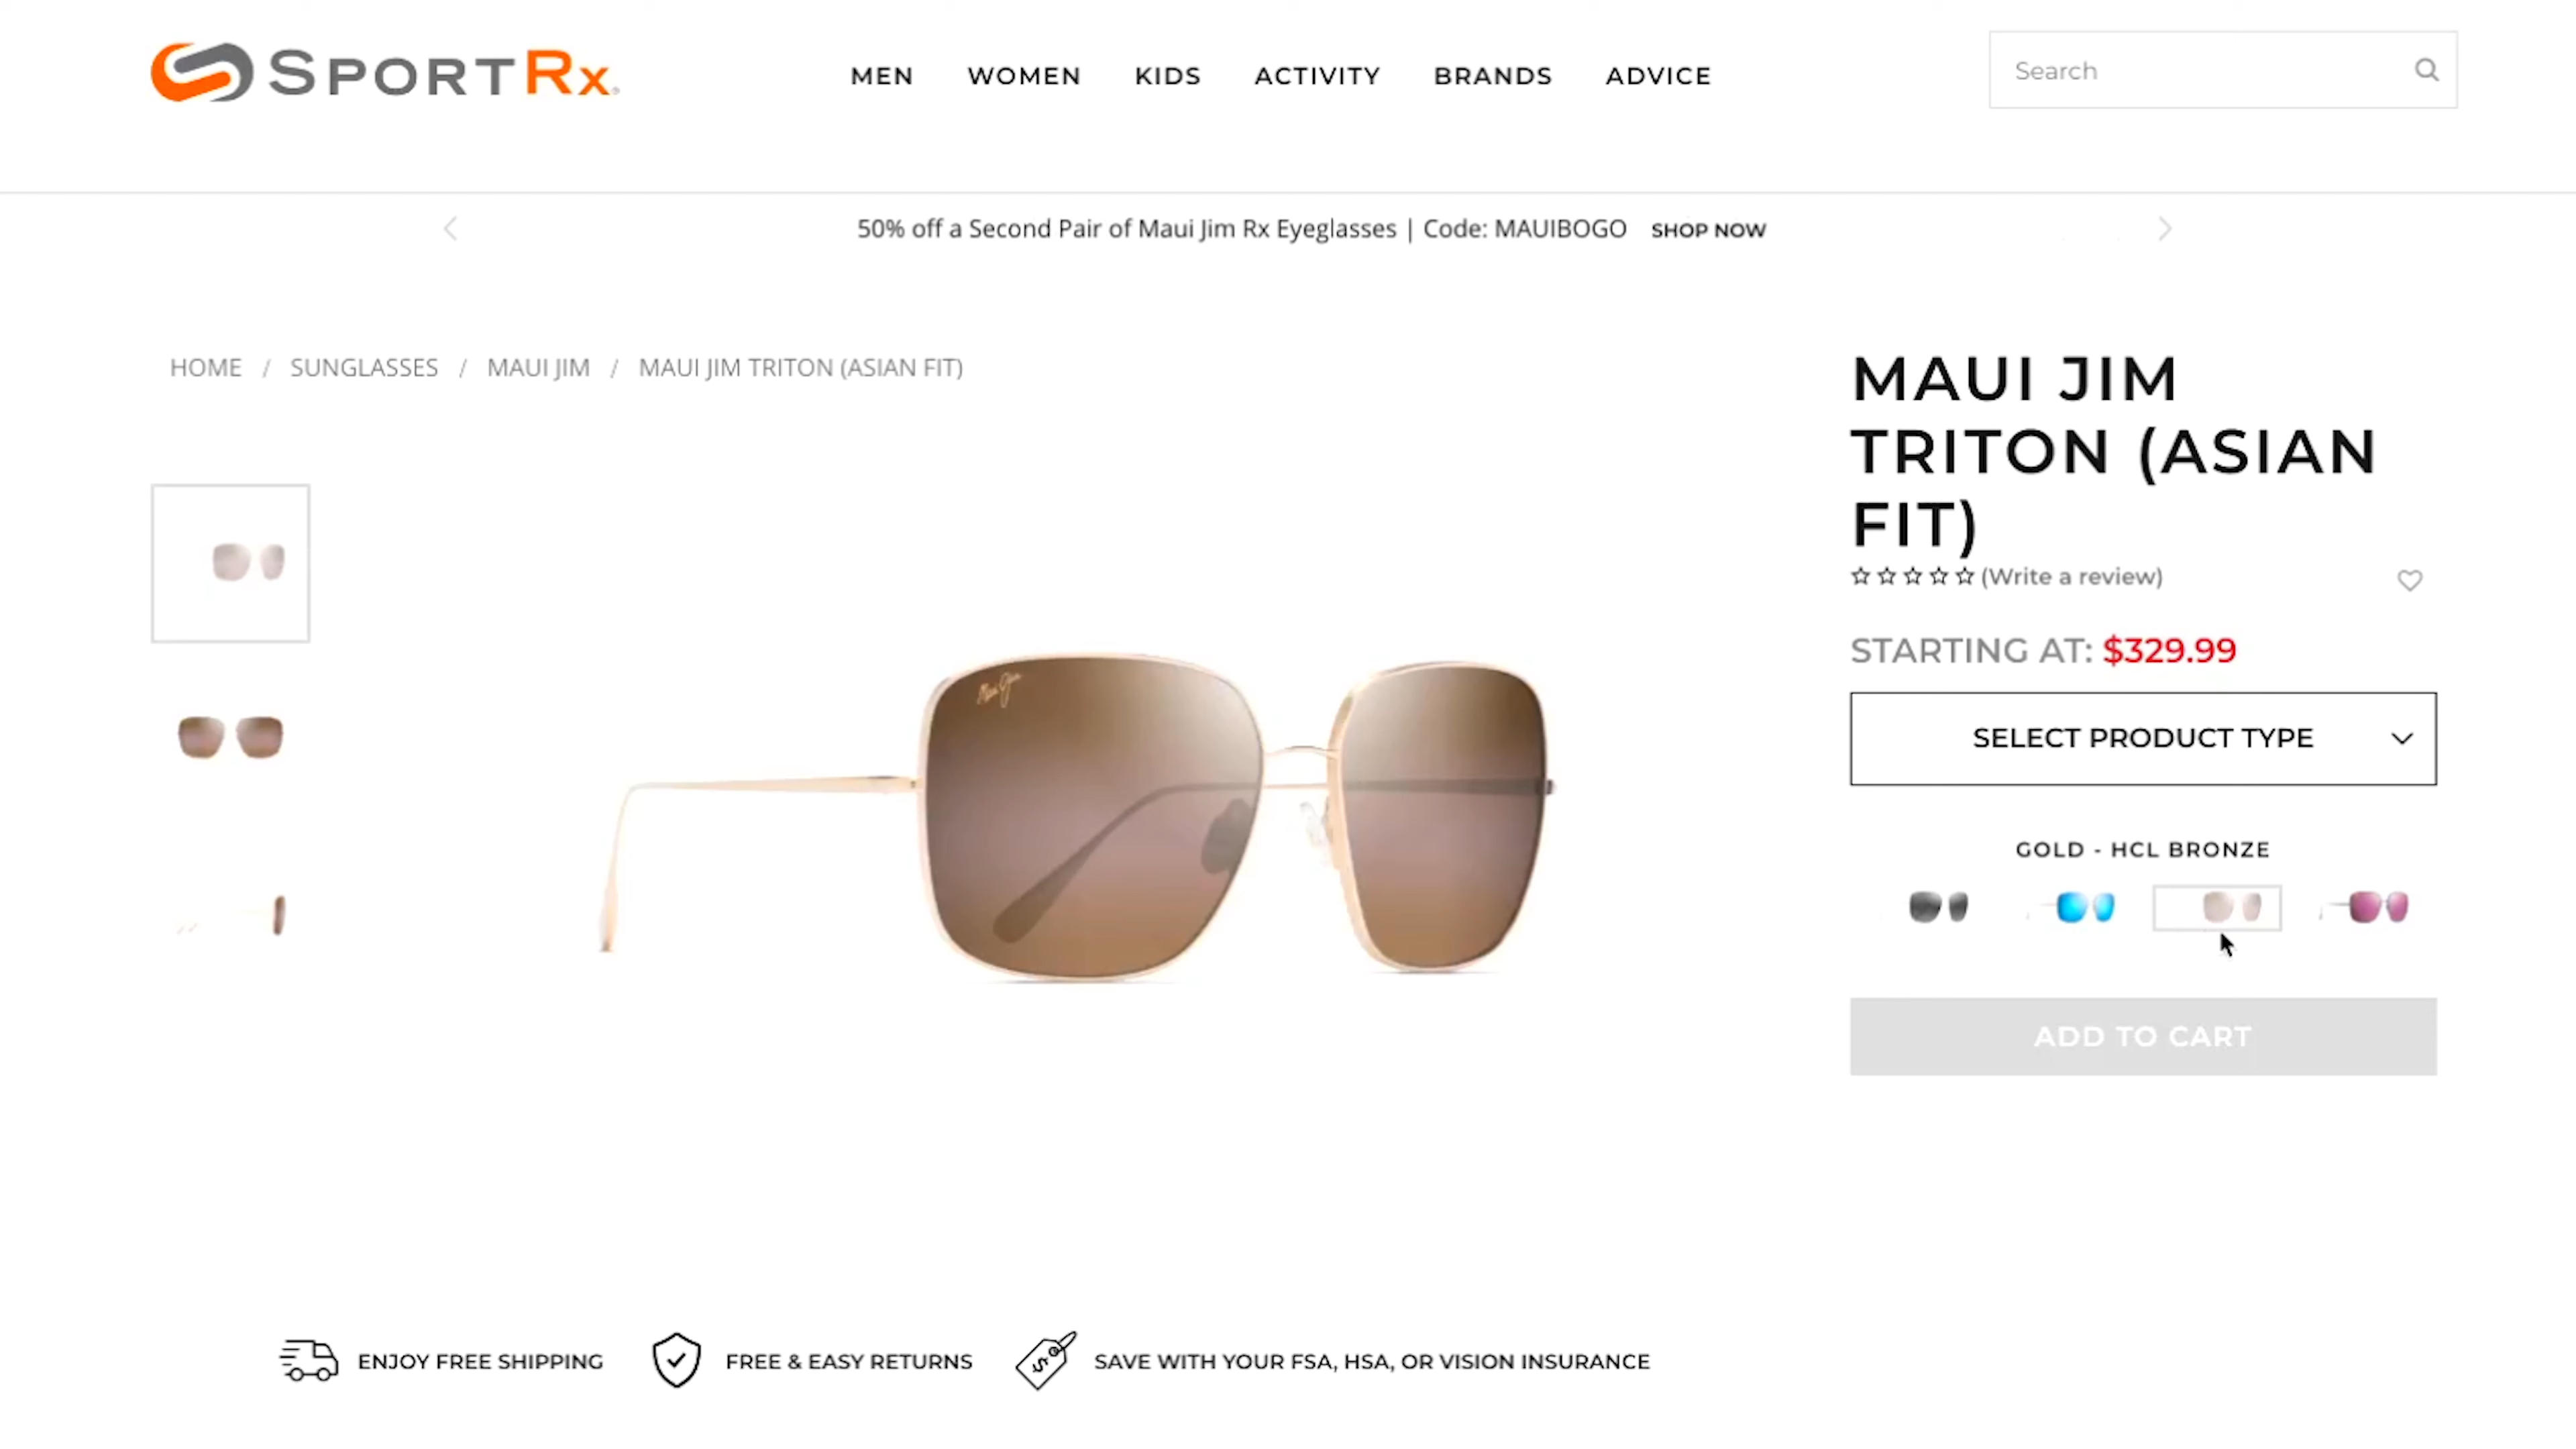 SPORTRx
MEN WOMEN KIDS ACTIVITY BRANDS ADVICE
Search
50% off a Second Pair of Maui Jim Rx Eyeglasses | Code: MAUIBOGO SHOP NOW
HOME / SUNGLASSES / MAUI JIM / MAUI JIM TRITON (ASIAN FIT)
MAUI JIM
TRITON (ASIAN
FIT)
(Write a review)
STARTING AT: $329.99
SELECT PRODUCT TYPE
Maui Jim
GOLD - HCL BRONZE
ADD TO CART
ENJOY FREE SHIPPING FREE & EASY RETURNS SAVE WITH YOUR FSA, HSA, OR VISION INSURANCE